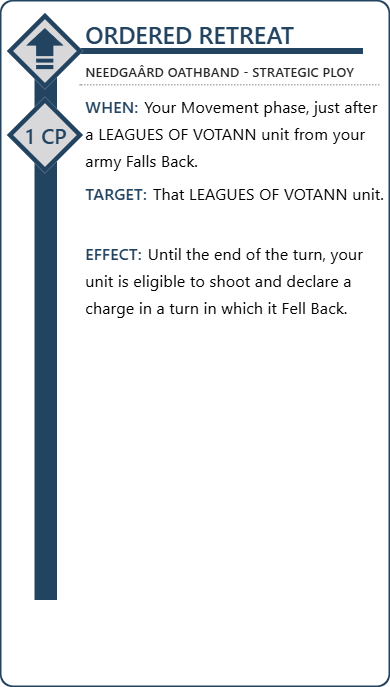 ORDERED RETREAT
NEEDGAÂRD OATHBAND - STRATEGIC PLOY
WHEN: Your Movement phase, just after
1 CP
a LEAGUES OF VOTANN unit from your
army Falls Back.
TARGET: That LEAGUES OF VOTANN unit.
EFFECT: Until the end of the turn, your
unit is eligible to shoot and declare a
charge in a turn in which it Fell Back.